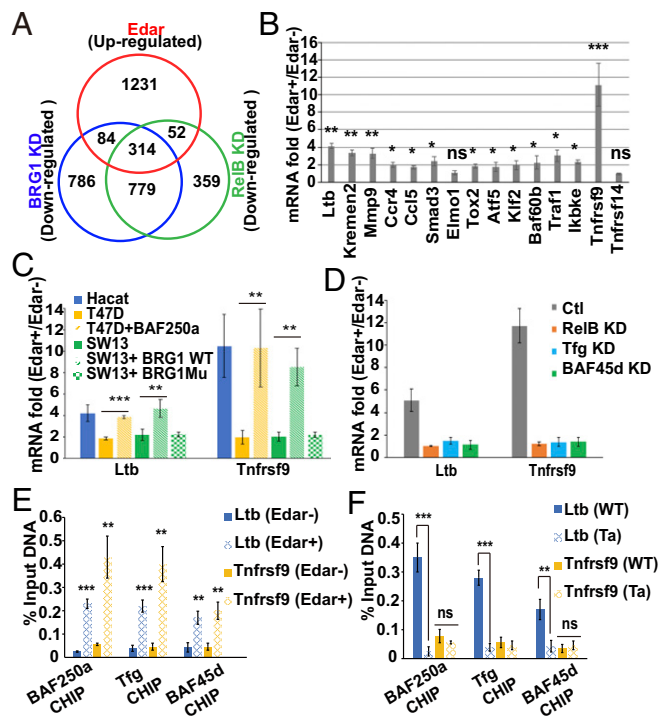 A
Edar
(Up-regulated)
1231
84
52
314
786
779
359
BRG1 KD
(Down-regulated)
RelB KD
(Down-regulated)
B
mRNA fold (Edar+/Edar-)
16
14
12
10
8
6
4
2
0
** ** ** * * * ns * * * * * * *** ns
Ltb
Kremen2
Mmp9
Ccr4
Ccl5
Smad3
Elmo1
Tox2
Atf5
Klf2
Baf60b
Traf1
Ikbke
Tnfrsf9
Tnfrsf14
C
mRNA fold (Edar+/Edar-)
16
14
12
10
8
6
4
2
0
Hacat
T47D
T47D+BAF250a
SW13
SW13+ BRG1 WT
SW13+ BRG1Mu
*** ** ** **
Ltb
Tnfrsf9
D
mRNA fold (Edar+/Edar-)
16
14
12
10
8
6
4
2
0
Ctl
RelB KD
Tfg KD
BAF45d KD
Ltb
Tnfrsf9
E
% Input DNA
0.6
0.5
0.4
0.3
0.2
0.1
0
*** ** *** ** ** **
Ltb (Edar-)
Ltb (Edar+)
Tnfrsf9 (Edar-)
Tnfrsf9 (Edar+)
BAF250a
CHIP
Tfg
CHIP
BAF45d
CHIP
F
% Input DNA
0.5
0.4
0.3
0.2
0.1
0
*** ns *** ** ns
Ltb (WT)
Ltb (Ta)
Tnfrsf9 (WT)
Tnfrsf9 (Ta)
BAF250a
CHIP
Tfg
CHIP
BAF45d
CHIP